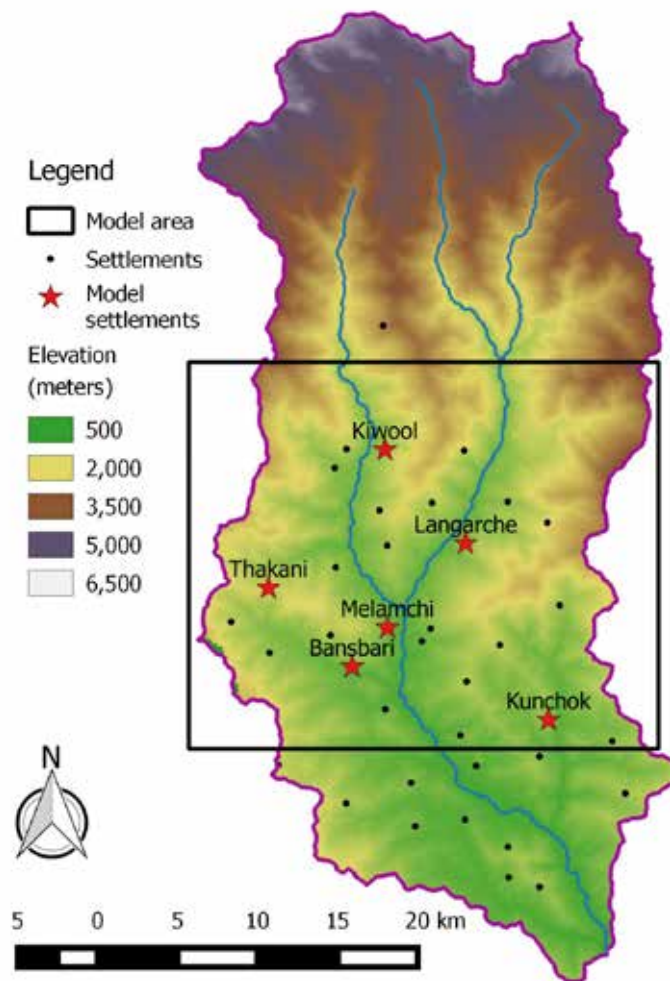 Legend
Model area
Settlements
Model
settlements
Elevation
(meters)
500
2,000
3,500
5,000
6,500
Kiwool
Langarche
Thakani
Melamchi
Bansbari
Kunchok
N
5 0 5 10 15 20 km